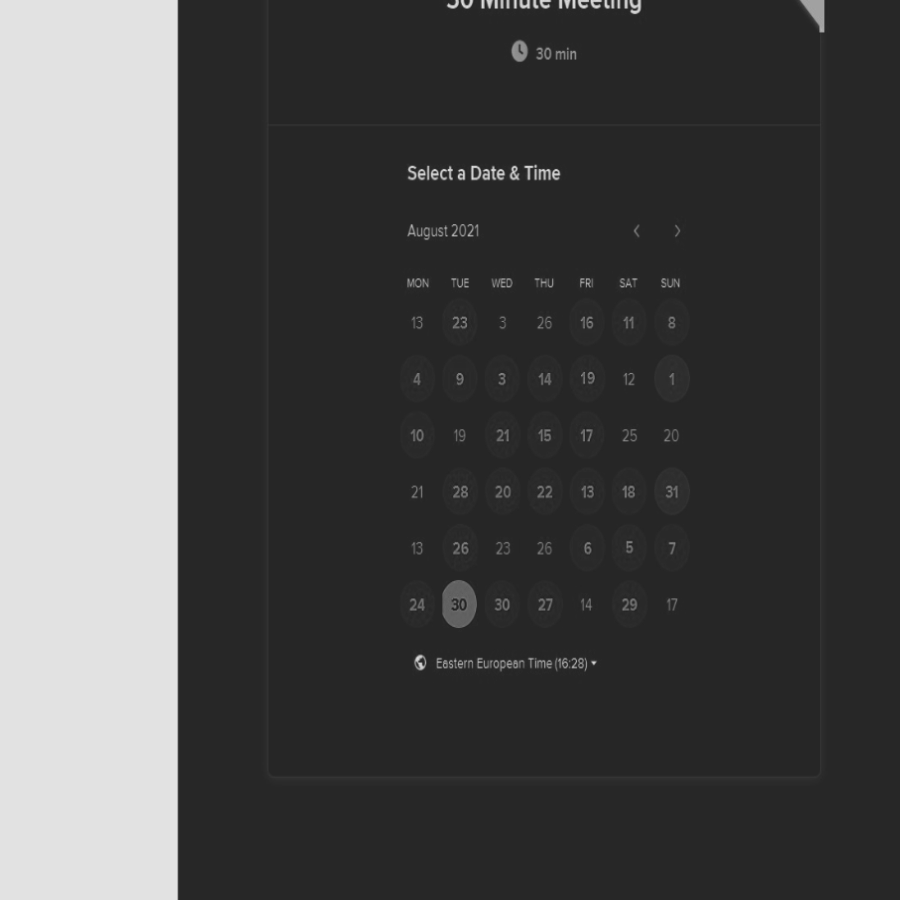 30 Minute Meeting
30 min
Select a Date & Time
August 2021
MON TUE WED THU FRI SAT SUN
13 23 3 26 16 11 8
4 9 3 14 19 12 1
10 19 21 15 17 25 20
21 28 20 22 13 18 31
13 26 23 26 6 5 7
24 30 30 27 14 29 17
Eastern European Time (16:28)